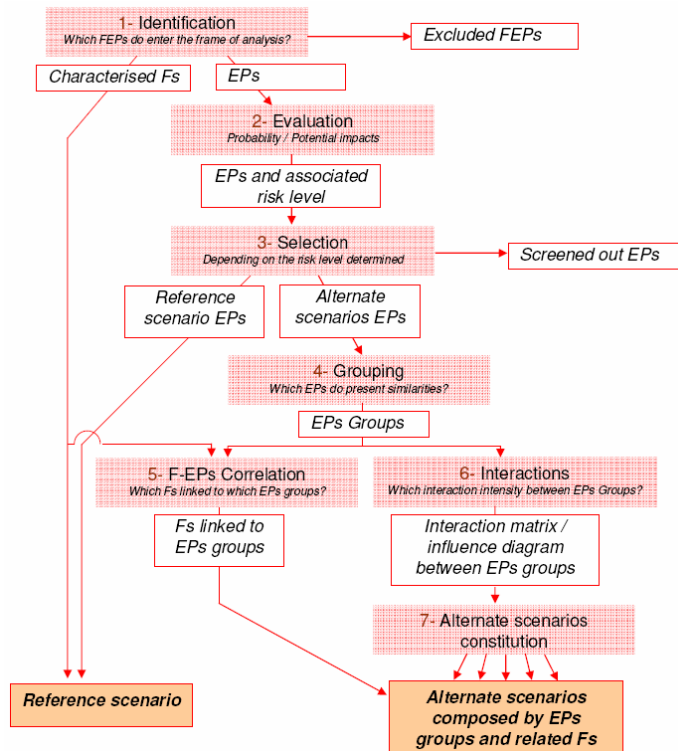 1- Identification
Which FEPs do enter the frame of analysis?
Excluded FEPs
Characterised Fs
EPs
2- Evaluation
Probability / Potential impacts
EPs and associated
risk level
3- Selection
Depending on the risk level determined
Screened out EPs
Reference
scenario EPs
Alternate
scenarios EPs
4- Grouping
Which EPs do present similarities?
EPs Groups
5- F-EPs Correlation
Which Fs linked to which EPs groups?
6- Interactions
Which interaction intensity between EPs Groups?
Fs linked to
EPs groups
Interaction matrix /
influence diagram
between EPs groups
7- Alternate scenarios
constitution
Reference scenario
Alternate scenarios
composed by EPs
groups and related Fs